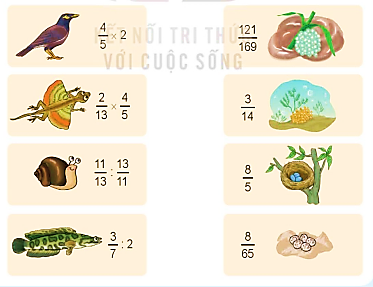 KẾT NỐI TRI THỨC
VỚI CUỘC SỐNG
4/5 × 2
121/169
2/13 × 4/5
3/14
11/13 : 13/11
8/5
3/7 : 2
8/65